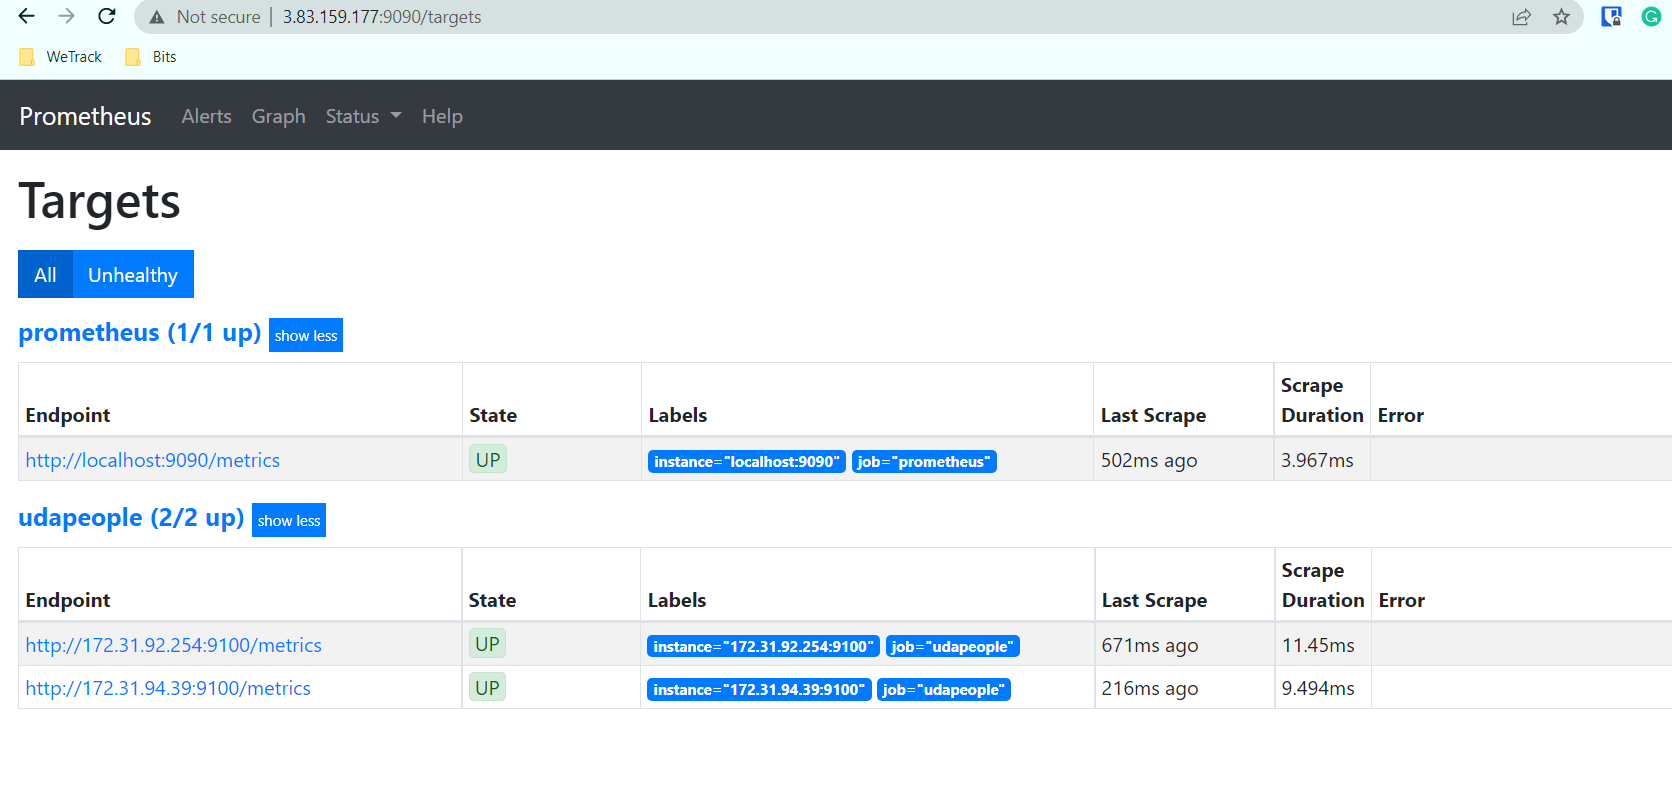 Not secure | 3.83.159.177:9090/targets
WeTrack Bits
Prometheus Alerts Graph Status Help
Targets
All Unhealthy
prometheus (1/1 up) show less
Endpoint State Labels Last Scrape Scrape Duration Error
http://localhost:9090/metrics UP instance="localhost:9090" job="prometheus" 502ms ago 3.967ms
udapeople (2/2 up) show less
Endpoint State Labels Last Scrape Scrape Duration Error
http://172.31.92.254:9100/metrics UP instance="172.31.92.254:9100" job="udapeople" 671ms ago 11.45ms
http://172.31.94.39:9100/metrics UP instance="172.31.94.39:9100" job="udapeople" 216ms ago 9.494ms